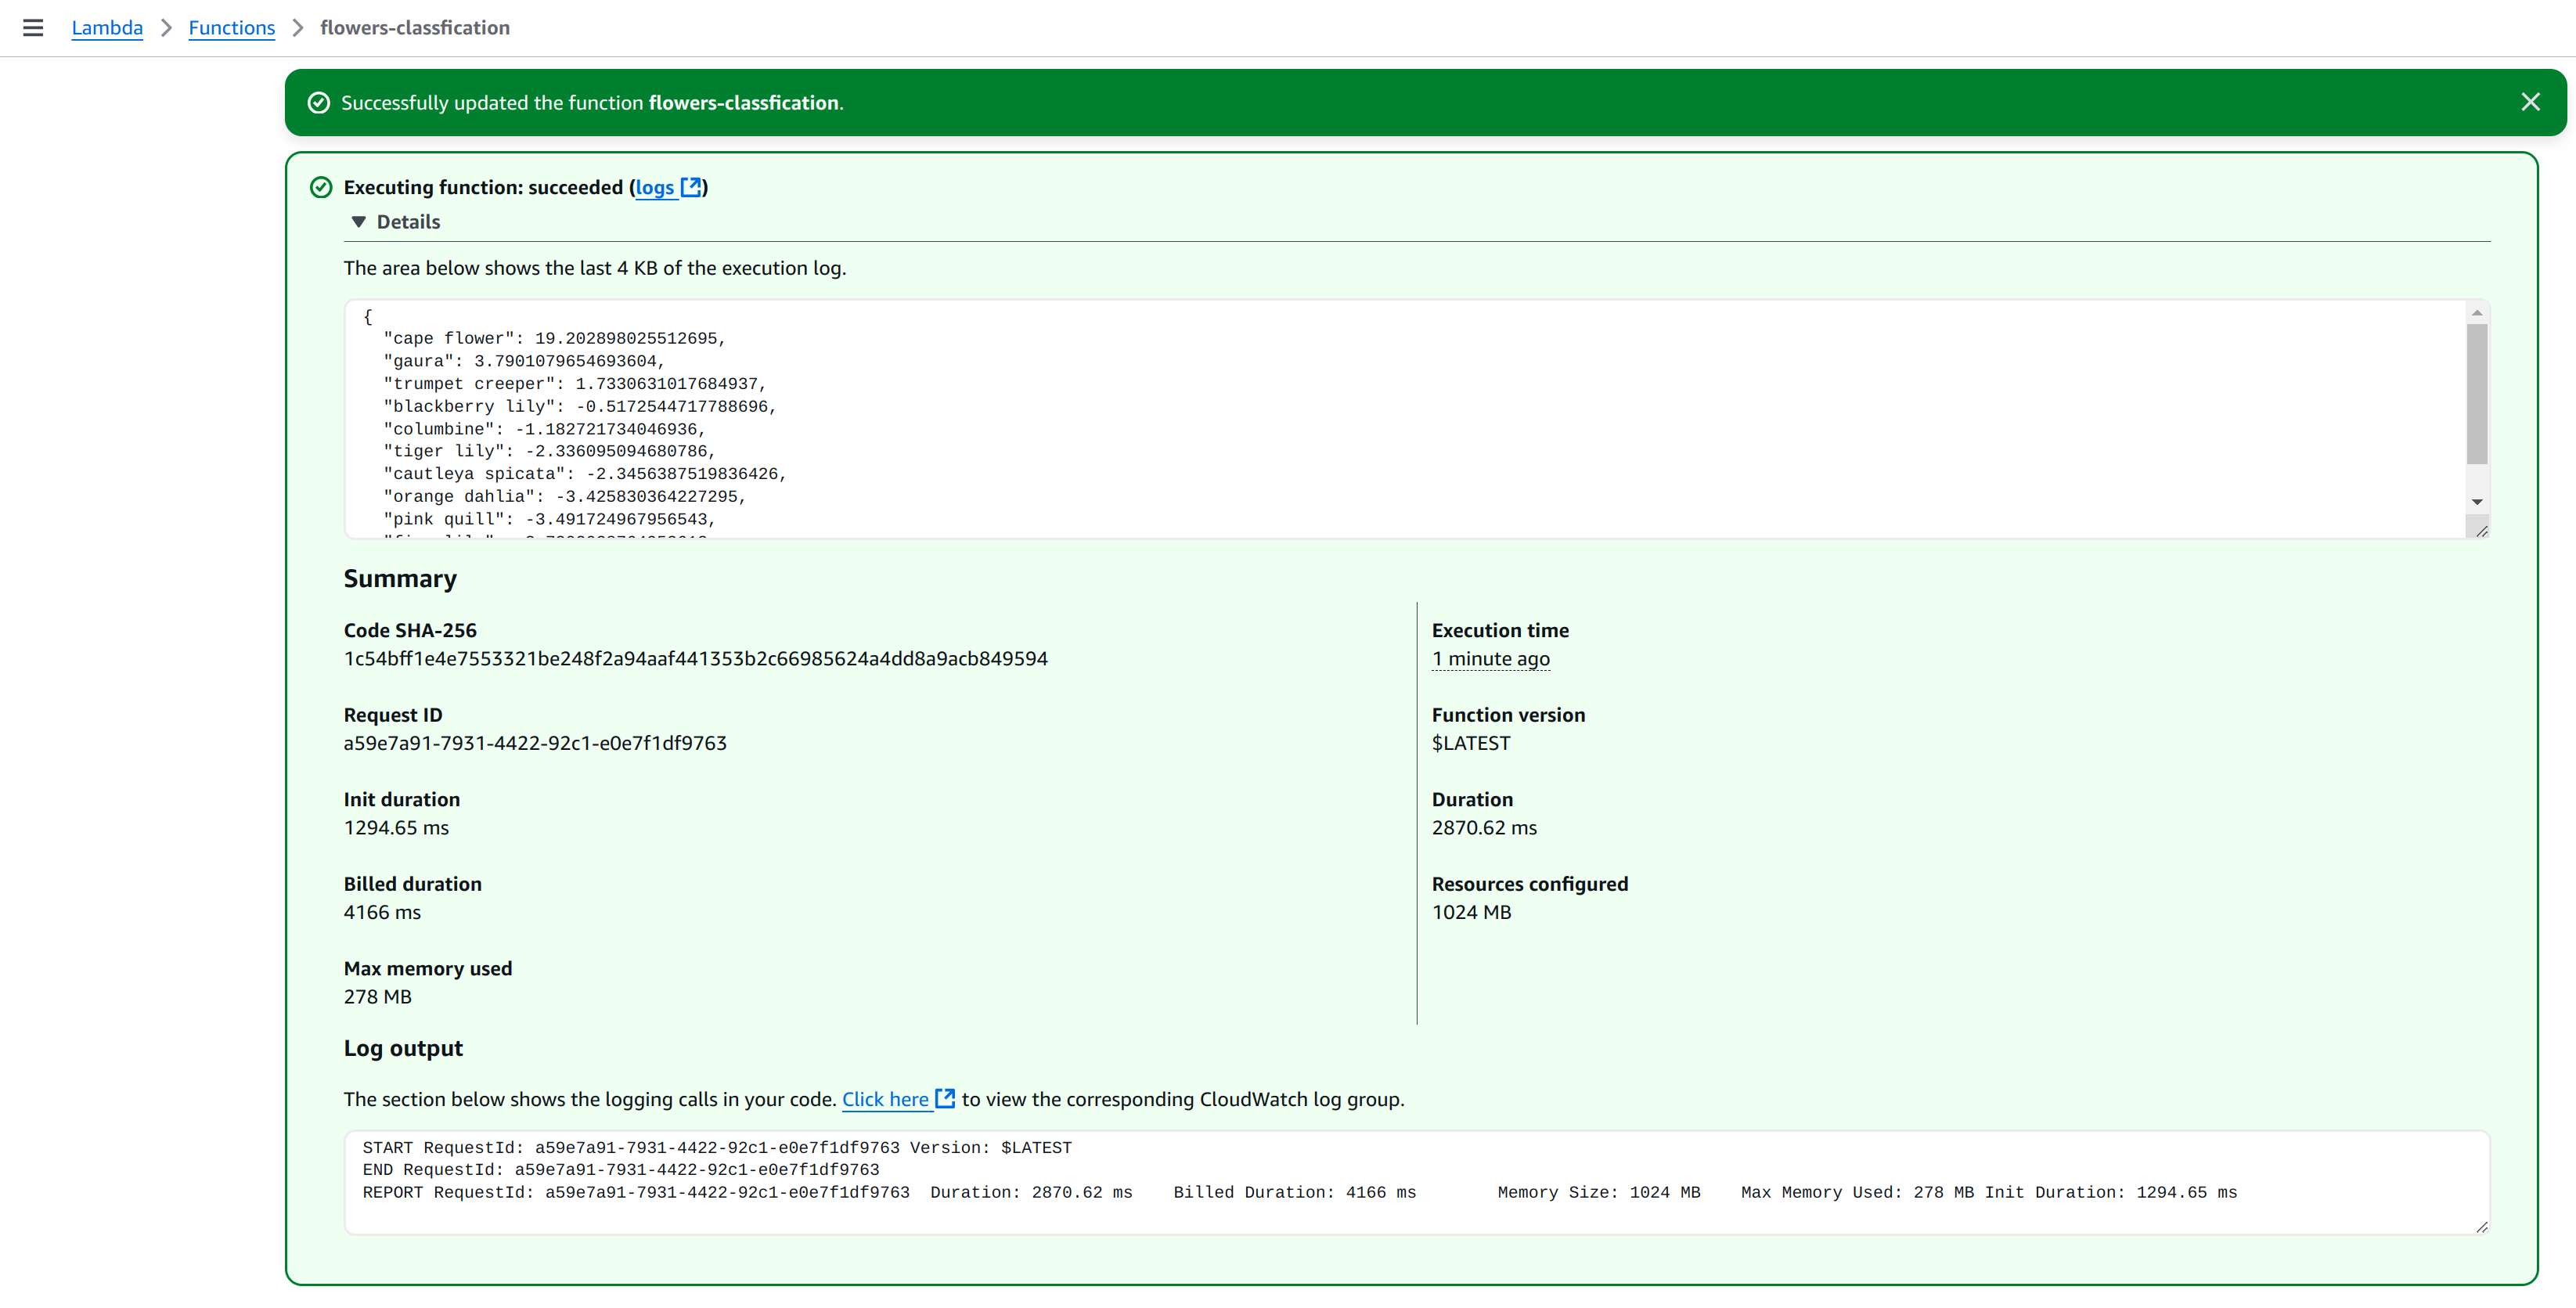 Lambda > Functions > flowers-classfication
Successfully updated the function flowers-classfication.
Executing function: succeeded (logs)
Details
The area below shows the last 4 KB of the execution log.
{
"cape flower": 19.202898025512695,
"gaura": 3.7901079654693604,
"trumpet creeper": 1.7330631017684937,
"blackberry lily": -0.5172544717788696,
"columbine": -1.182721734046936,
"tiger lily": -2.336095094680786,
"cautleya spicata": -2.3456387519836426,
"orange dahlia": -3.425830364227295,
"pink quill": -3.491724967956543,
Summary
Code SHA-256
1c54bff1e4e7553321be248f2a94aaf441353b2c66985624a4dd8a9acb849594
Execution time
1 minute ago
Request ID
a59e7a91-7931-4422-92c1-e0e7f1df9763
Function version
$LATEST
Init duration
1294.65 ms
Duration
2870.62 ms
Billed duration
4166 ms
Resources configured
1024 MB
Max memory used
278 MB
Log output
The section below shows the logging calls in your code. Click here to view the corresponding CloudWatch log group.
START RequestId: a59e7a91-7931-4422-92c1-e0e7f1df9763 Version: $LATEST
END RequestId: a59e7a91-7931-4422-92c1-e0e7f1df9763
REPORT RequestId: a59e7a91-7931-4422-92c1-e0e7f1df9763 Duration: 2870.62 ms Billed Duration: 4166 ms Memory Size: 1024 MB Max Memory Used: 278 MB Init Duration: 1294.65 ms